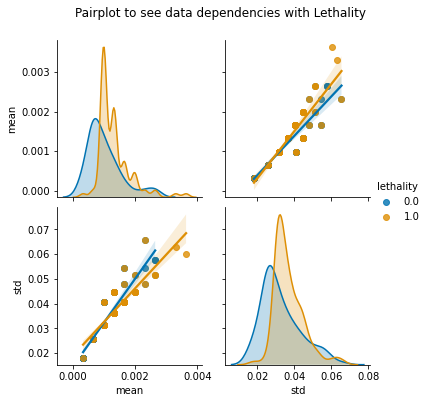 Pairplot to see data dependencies with Lethality
0.003
0.002
0.001
0.000
mean
lethality
0.0
1.0
0.07
0.06
0.05
0.04
0.03
0.02
std
0.000 0.002 0.004
mean
0.02 0.04 0.06 0.08
std